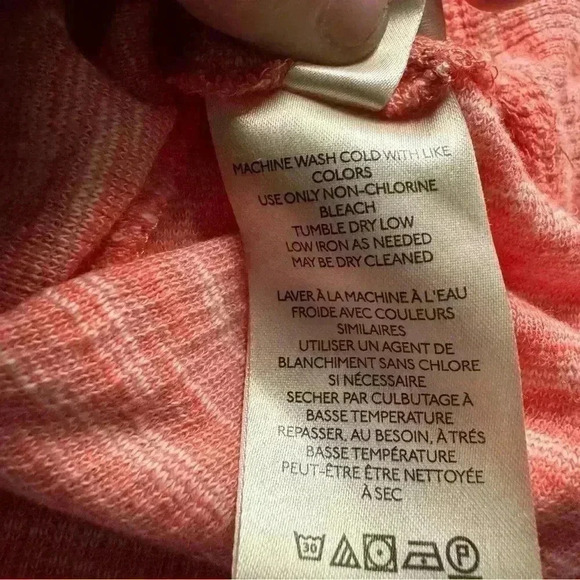 MACHINE WASH COLD WITH LIKE
COLORS
USE ONLY NON-CHLORINE
BLEACH
TUMBLE DRY LOW
LOW IRON AS NEEDED
MAY BE DRY CLEANED
LAVER À LA MACHINE À L'EAU
FROIDE AVEC COULEURS
SIMILAIRES
UTILISER UN AGENT DE
BLANCHIMENT SANS CHLORE
SI NÉCESSAIRE
SECHER PAR CULBUTAGE À
BASSE TEMPERATURE
REPASSER, AU BESOIN, À TRÉS
BASSE TEMPÉRATURE
PEUT-ÊTRE ÊTRE NETTOYÉE
À SEC
30 P